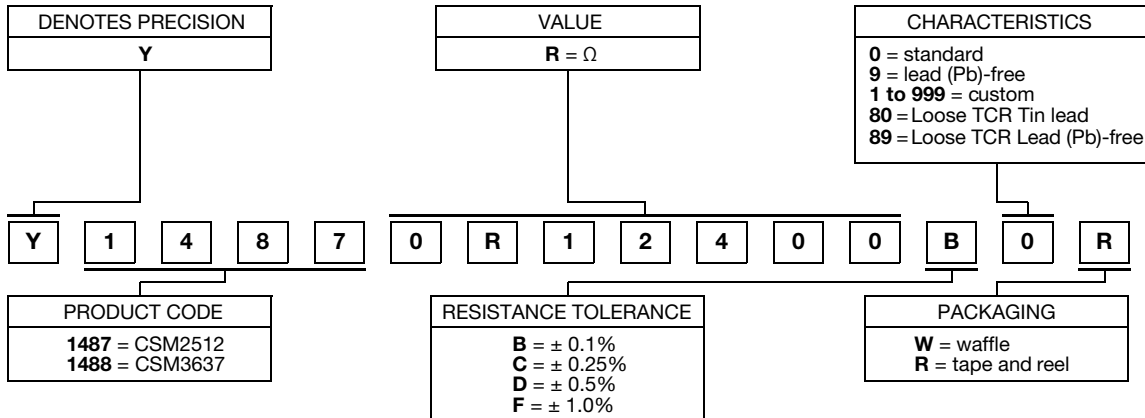 DENOTES PRECISION
Y
VALUE
R = Ω
CHARACTERISTICS
0 = standard
9 = lead (Pb)-free
1 to 999 = custom
80 = Loose TCR Tin lead
89 = Loose TCR Lead (Pb)-free
Y 1 4 8 7 0 R 1 2 4 0 0 B 0 R
PRODUCT CODE
1487 = CSM2512
1488 = CSM3637
RESISTANCE TOLERANCE
B = ± 0.1%
C = ± 0.25%
D = ± 0.5%
F = ± 1.0%
PACKAGING
W = waffle
R = tape and reel